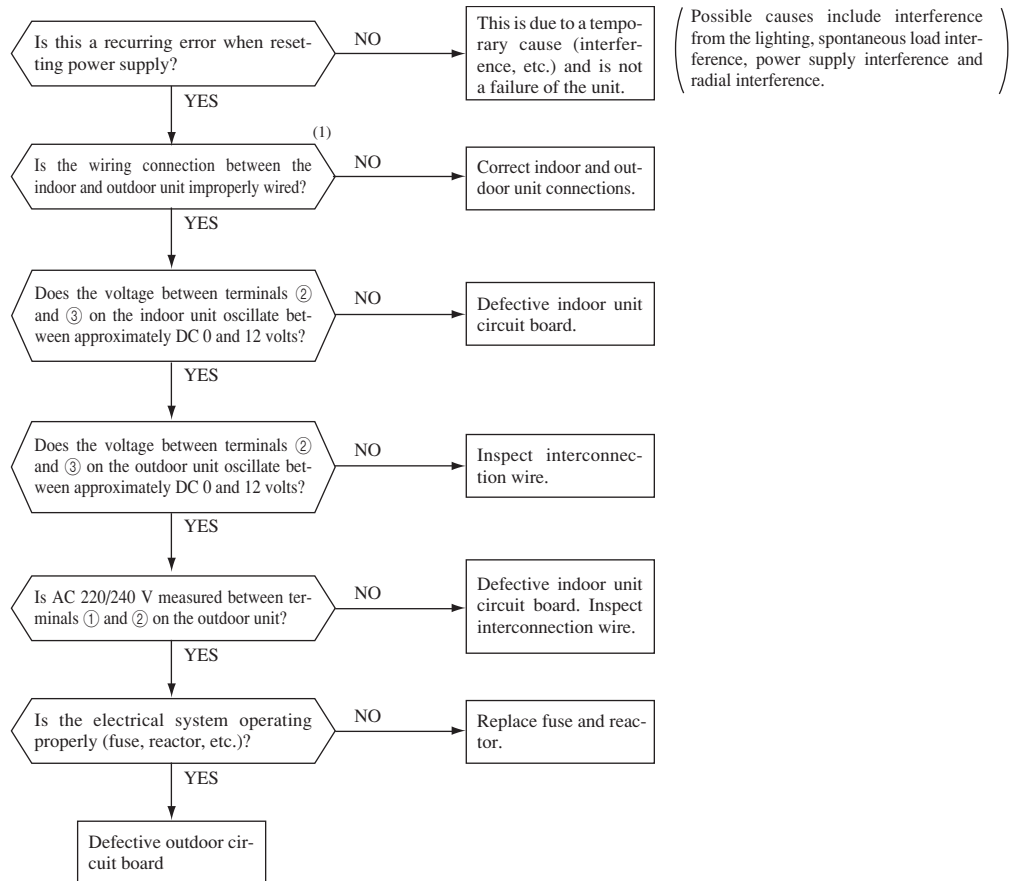 Is this a recurring error when reset-
ting power supply?
NO
This is due to a tempo-
rary cause (interfer-
ence, etc.) and is not
a failure of the unit.
Possible causes include interference
from the lighting, spontaneous load inter-
ference, power supply interference and
radial interference.
YES
(1)
Is the wiring connection between the
indoor and outdoor unit improperly wired?
NO
Correct indoor and out-
door unit connections.
YES
Does the voltage between terminals ②
and ③ on the indoor unit oscillate bet-
ween approximately DC 0 and 12 volts?
NO
Defective indoor unit
circuit board.
YES
Does the voltage between terminals ②
and ③ on the outdoor unit oscillate bet-
ween approximately DC 0 and 12 volts?
NO
Inspect interconnec-
tion wire.
YES
Is AC 220/240 V measured between ter-
minals ① and ② on the outdoor unit?
NO
Defective indoor unit
circuit board. Inspect
interconnection wire.
YES
Is the electrical system operating
properly (fuse, reactor, etc.)?
NO
Replace fuse and reac-
tor.
YES
Defective outdoor cir-
cuit board